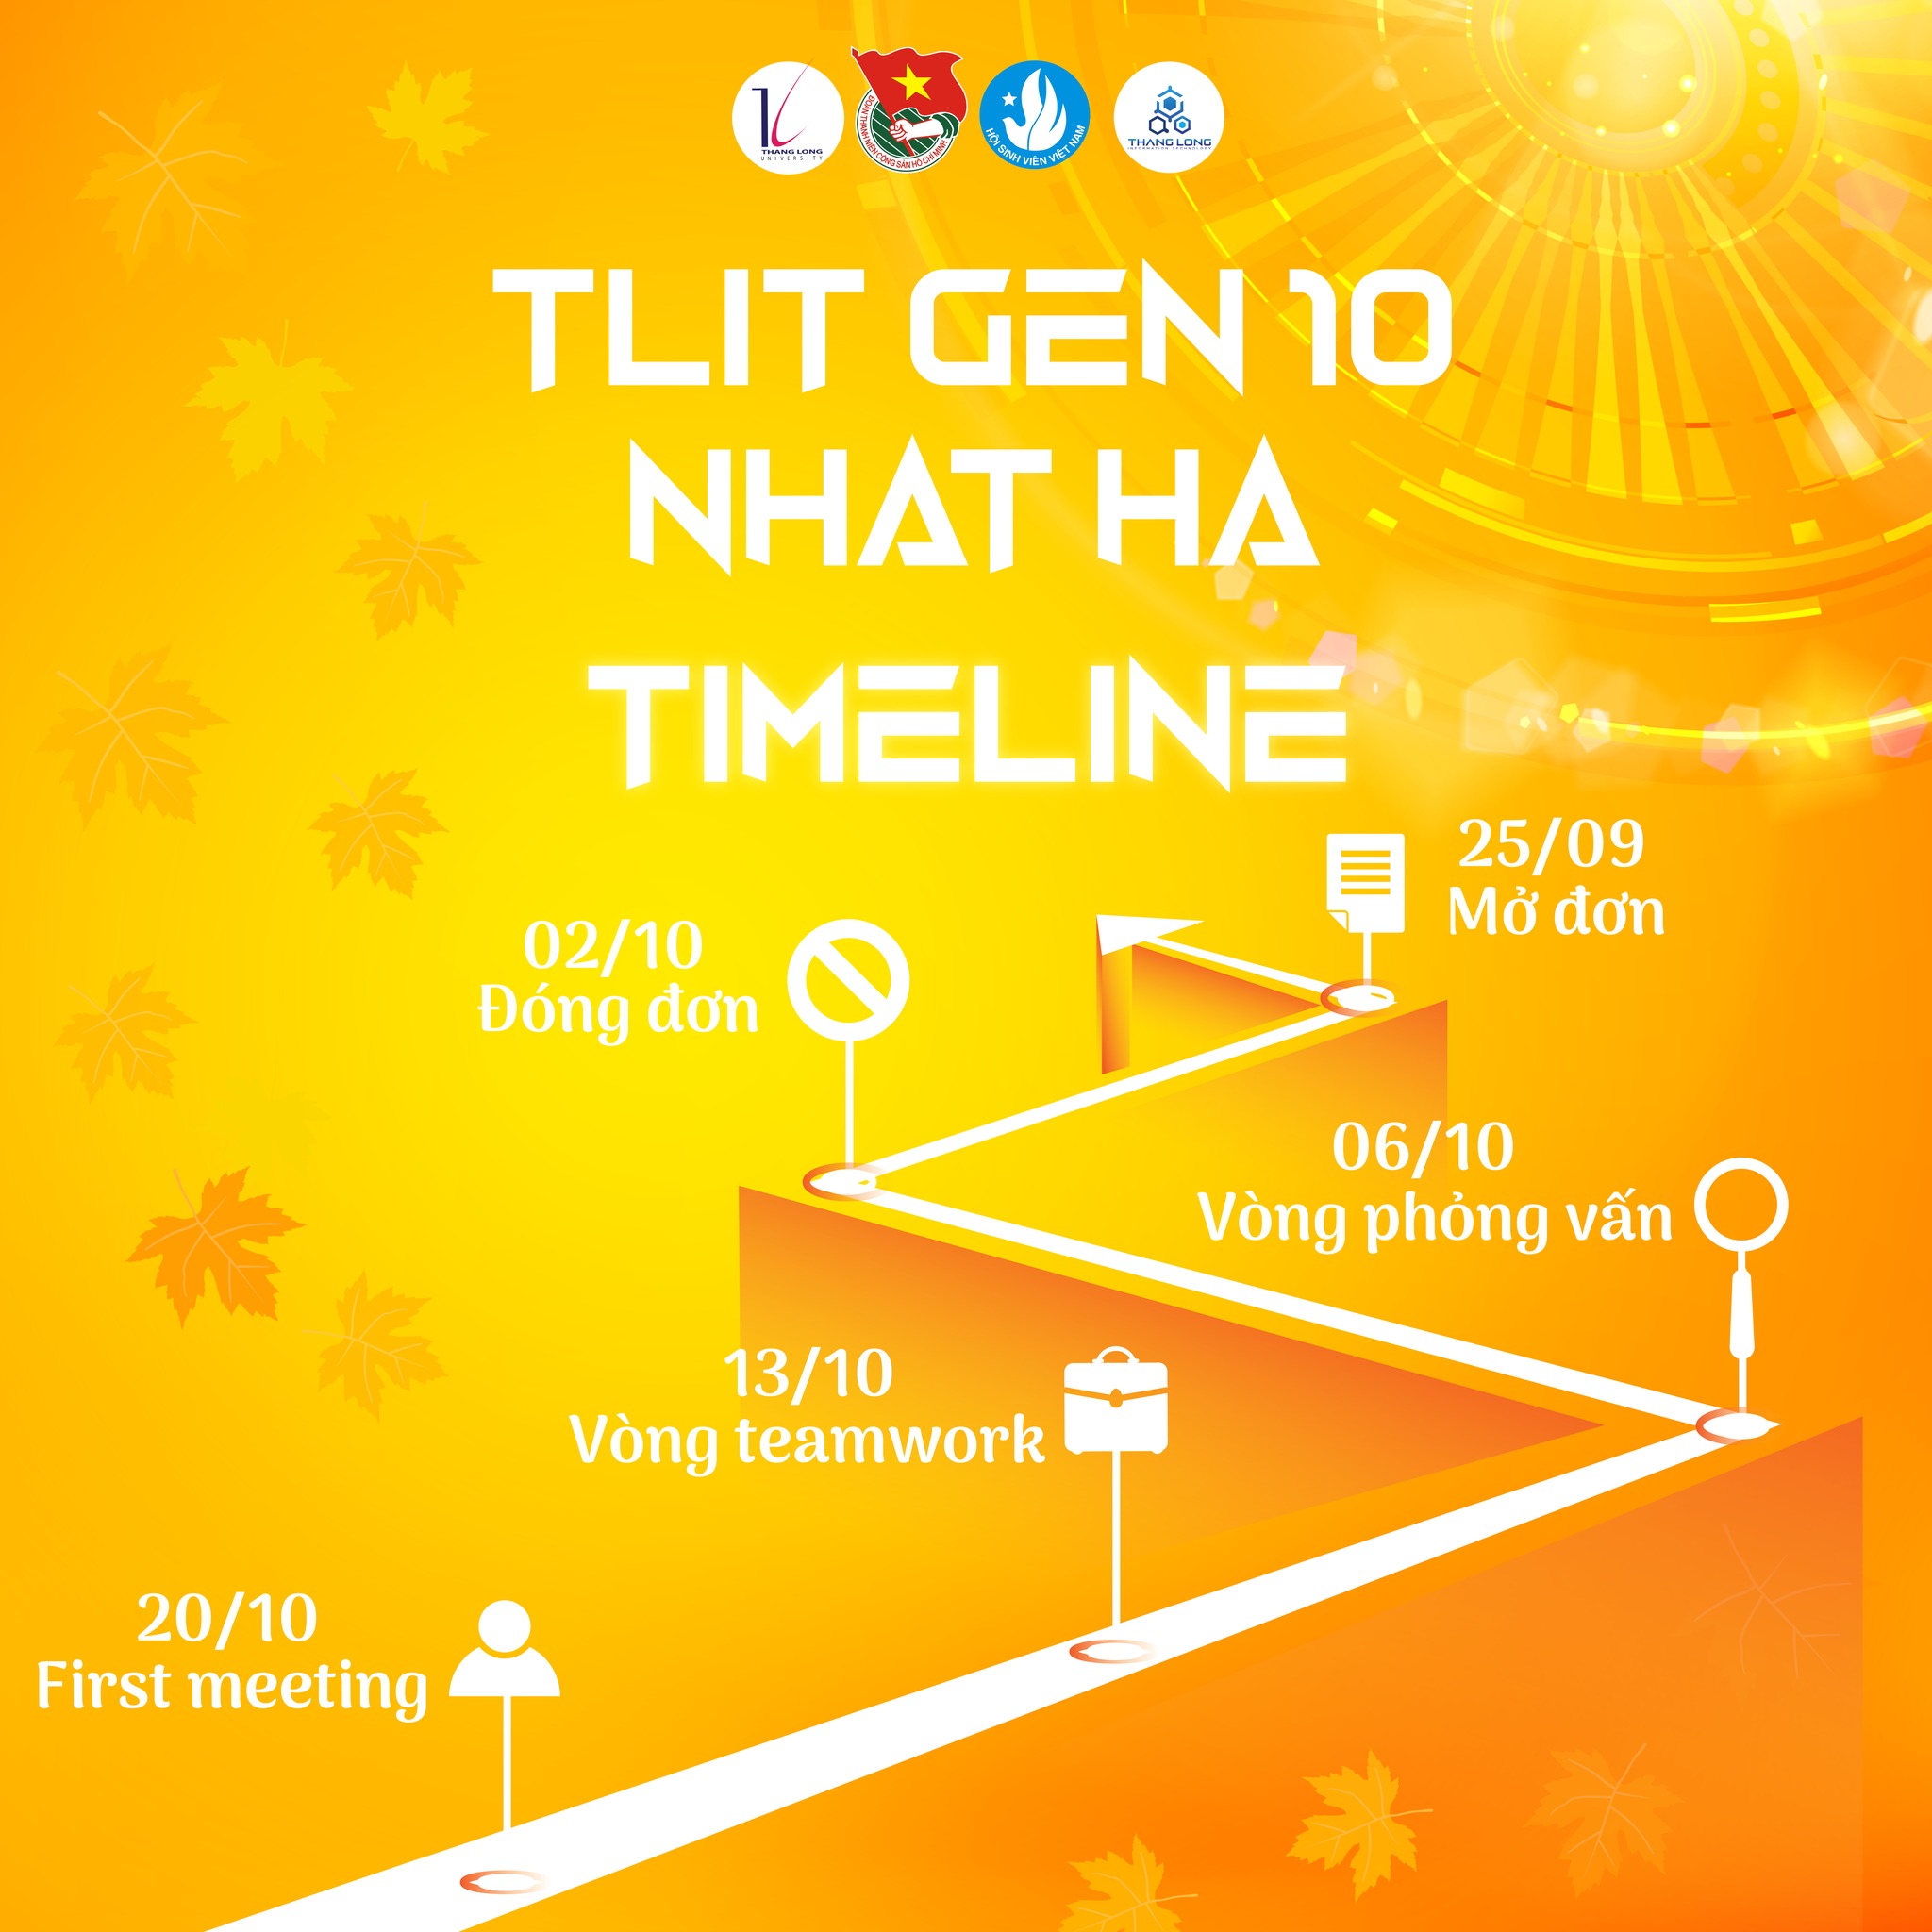 THANG LONG
UNIVERSITY
ĐOÀN THANH NIÊN CỘNG SẢN HỒ CHÍ MINH
HỘI SINH VIÊN VIỆT NAM
THANG LONG
INFORMATION TECHNOLOGY
TLIT GEN 10
NHAT HA
TIMELINE
25/09
Mở đơn
02/10
Đóng đơn
06/10
Vòng phỏng vấn
13/10
Vòng teamwork
20/10
First meeting